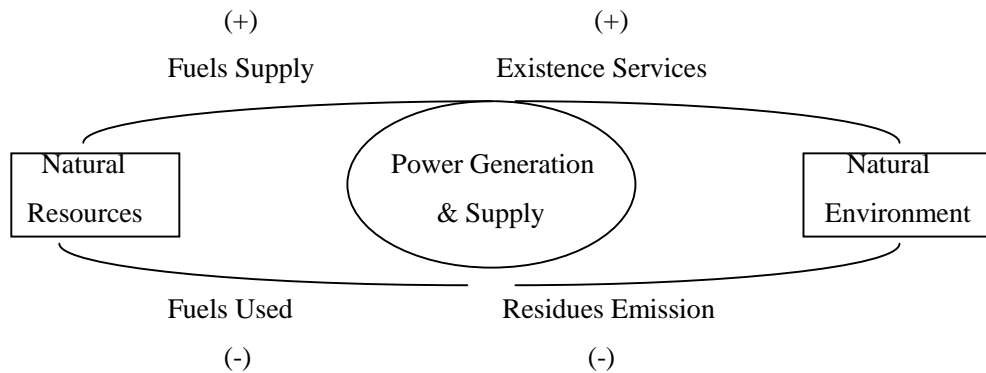 (+) (+)
Fuels Supply Existence Services
Natural Resources
Power Generation
& Supply
Natural
Environment
Fuels Used Residues Emission
(-) (-)